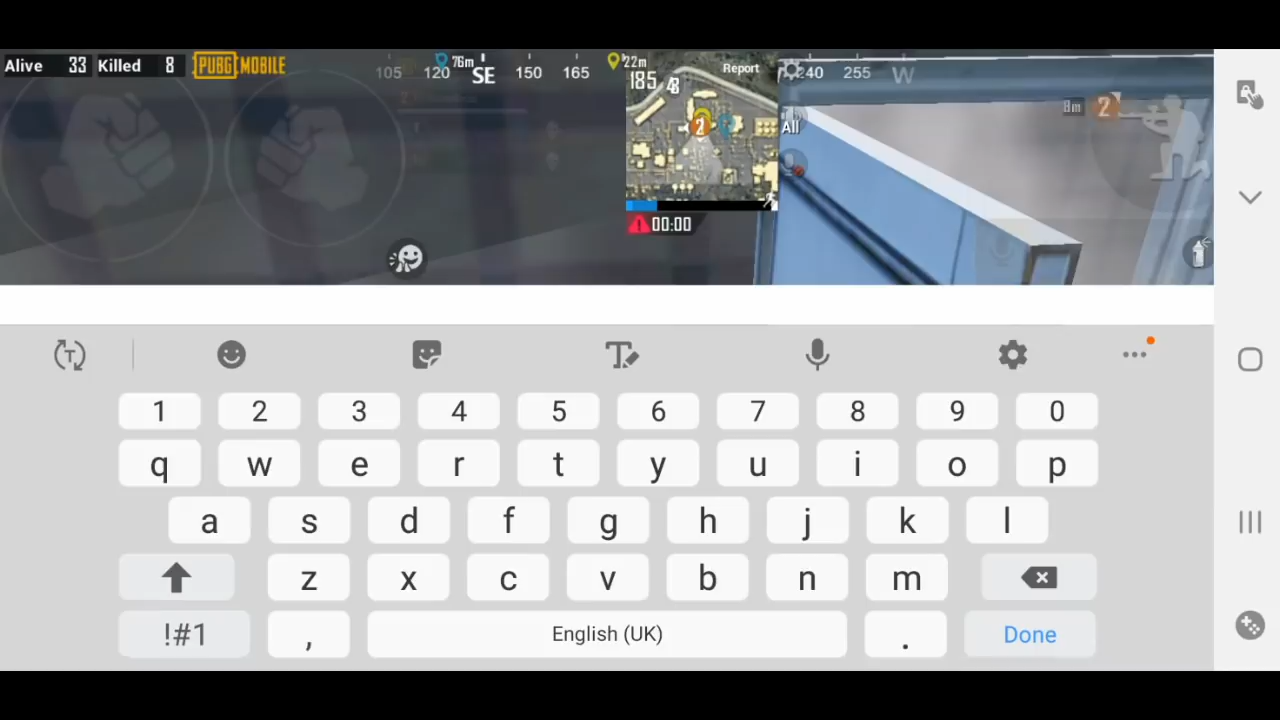 Alive 33 Killed 8 PUBG MOBILE
105 120 76m SE 150 165 22m
185 Report 240 255 W
8m 2
All
2
00:00
1 2 3 4 5 6 7 8 9 0
q w e r t y u i o p
a s d f g h j k l
z x c v b n m
!#1 , English (UK) . Done